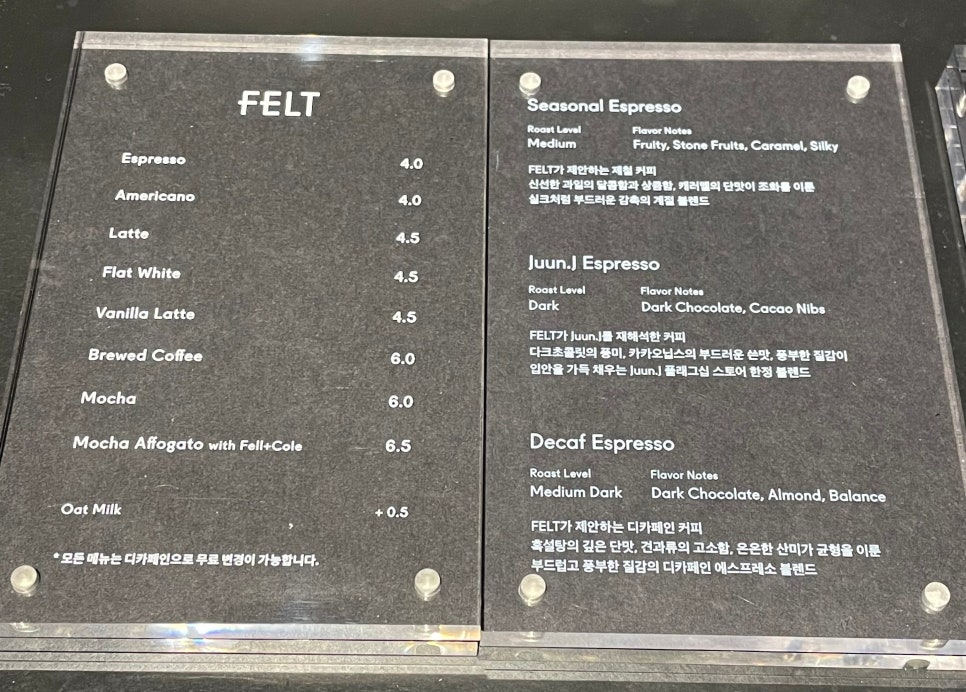 FELT
Espresso 4.0
Americano 4.0
Latte 4.5
Flat White 4.5
Vanilla Latte 4.5
Brewed Coffee 6.0
Mocha 6.0
Mocha Affogato with Fell+Cole 6.5
Oat Milk + 0.5
* 모든 메뉴는 디카페인으로 무료 변경이 가능합니다.
Seasonal Espresso
Roast Level Flavor Notes
Medium Fruity, Stone Fruits, Caramel, Silky
FELT가 제안하는 제철 커피
신선한 과일의 달콤함과 상큼함, 캐러멜의 단맛이 조화를 이룬
실크처럼 부드러운 감촉의 계절 블렌드
Juun.J Espresso
Roast Level Flavor Notes
Dark Dark Chocolate, Cacao Nibs
FELT가 Juun.J를 재해석한 커피
다크초콜릿의 풍미, 카카오닙스의 부드러운 쓴맛, 풍부한 질감이
입안을 가득 채우는 Juun.J 플래그십 스토어 한정 블렌드
Decaf Espresso
Roast Level Flavor Notes
Medium Dark Dark Chocolate, Almond, Balance
FELT가 제안하는 디카페인 커피
흑설탕의 깊은 단맛, 견과류의 고소함, 은은한 산미가 균형을 이룬
부드럽고 풍부한 질감의 디카페인 에스프레소 블렌드